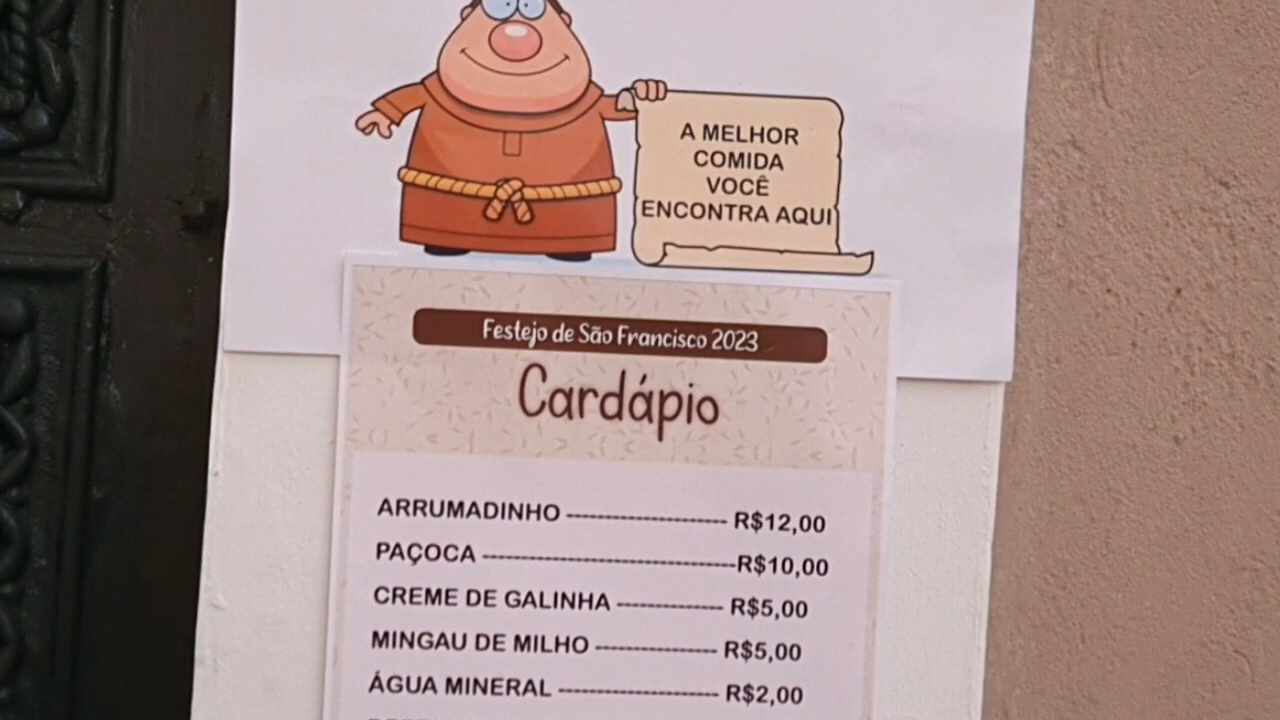 A MELHOR
COMIDA
VOCÊ
ENCONTRA AQUI
Festejo de São Francisco 2023
Cardápio
ARRUMADINHO ---------------------- R$12,00
PAÇOCA -----------------------------------R$10,00
CREME DE GALINHA -------------- R$5,00
MINGAU DE MILHO ---------------- R$5,00
ÁGUA MINERAL --------------------- R$2,00